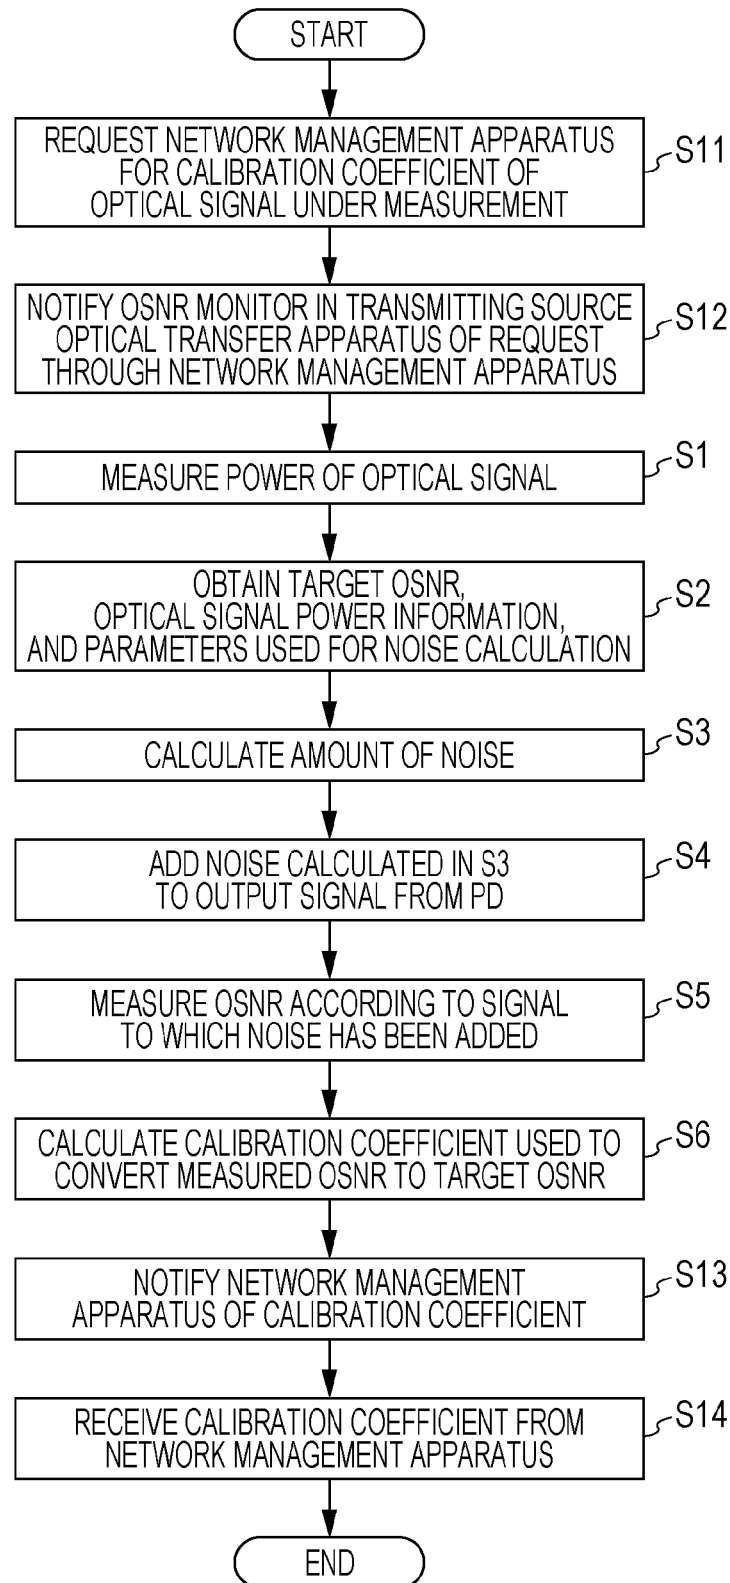 START
REQUEST NETWORK MANAGEMENT APPARATUS
FOR CALIBRATION COEFFICIENT OF
OPTICAL SIGNAL UNDER MEASUREMENT
S11
NOTIFY OSNR MONITOR IN TRANSMITTING SOURCE
OPTICAL TRANSFER APPARATUS OF REQUEST
THROUGH NETWORK MANAGEMENT APPARATUS
S12
MEASURE POWER OF OPTICAL SIGNAL
S1
OBTAIN TARGET OSNR,
OPTICAL SIGNAL POWER INFORMATION,
AND PARAMETERS USED FOR NOISE CALCULATION
S2
CALCULATE AMOUNT OF NOISE
S3
ADD NOISE CALCULATED IN S3
TO OUTPUT SIGNAL FROM PD
S4
MEASURE OSNR ACCORDING TO SIGNAL
TO WHICH NOISE HAS BEEN ADDED
S5
CALCULATE CALIBRATION COEFFICIENT USED TO
CONVERT MEASURED OSNR TO TARGET OSNR
S6
NOTIFY NETWORK MANAGEMENT
APPARATUS OF CALIBRATION COEFFICIENT
S13
RECEIVE CALIBRATION COEFFICIENT FROM
NETWORK MANAGEMENT APPARATUS
S14
END